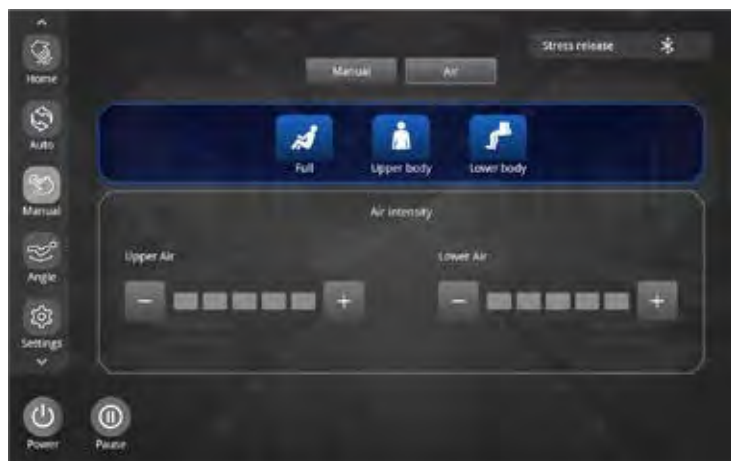 Stress release
Manual
Air
Home
Auto
Manual
Angle
Settings
Power
Pause
Full
Upper body
Lower body
Air intensity
Upper Air
Lower Air